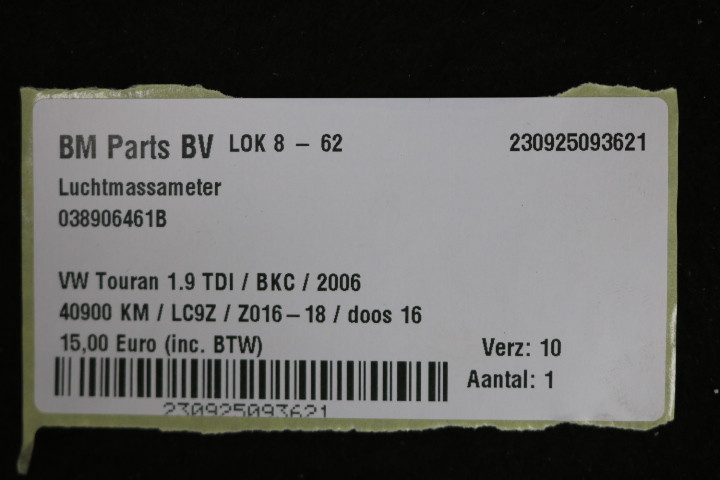 BM Parts BV LOK 8 - 62 230925093621
Luchtmassameter
038906461B
VW Touran 1.9 TDI / BKC / 2006
40900 KM / LC9Z / Z016-18 / doos 16
15,00 Euro (inc. BTW) Verz: 10
Aantal: 1
230925093621